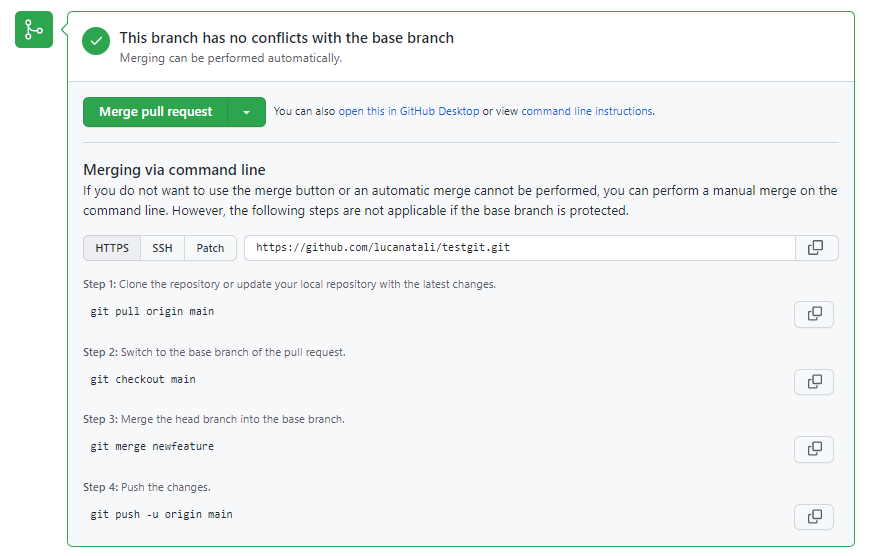 This branch has no conflicts with the base branch
Merging can be performed automatically.
Merge pull request
You can also open this in GitHub Desktop or view command line instructions.
Merging via command line
If you do not want to use the merge button or an automatic merge cannot be performed, you can perform a manual merge on the
command line. However, the following steps are not applicable if the base branch is protected.
HTTPS SSH Patch https://github.com/lucanatali/testgit.git
Step 1: Clone the repository or update your local repository with the latest changes.
git pull origin main
Step 2: Switch to the base branch of the pull request.
git checkout main
Step 3: Merge the head branch into the base branch.
git merge newfeature
Step 4: Push the changes.
git push -u origin main